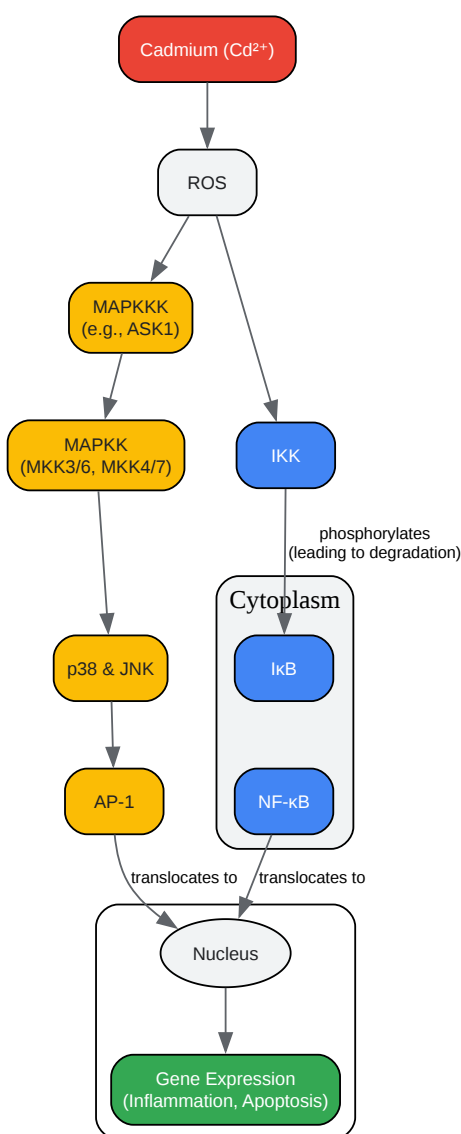 Cadmium (Cd²⁺)
ROS
MAPKKK
(e.g., ASK1)
MAPKK
(MKK3/6, MKK4/7)
IKK
phosphorylates
(leading to degradation)
Cytoplasm
p38 & JNK
IκB
AP-1
NF-κB
translocates to
translocates to
Nucleus
Gene Expression
(Inflammation, Apoptosis)